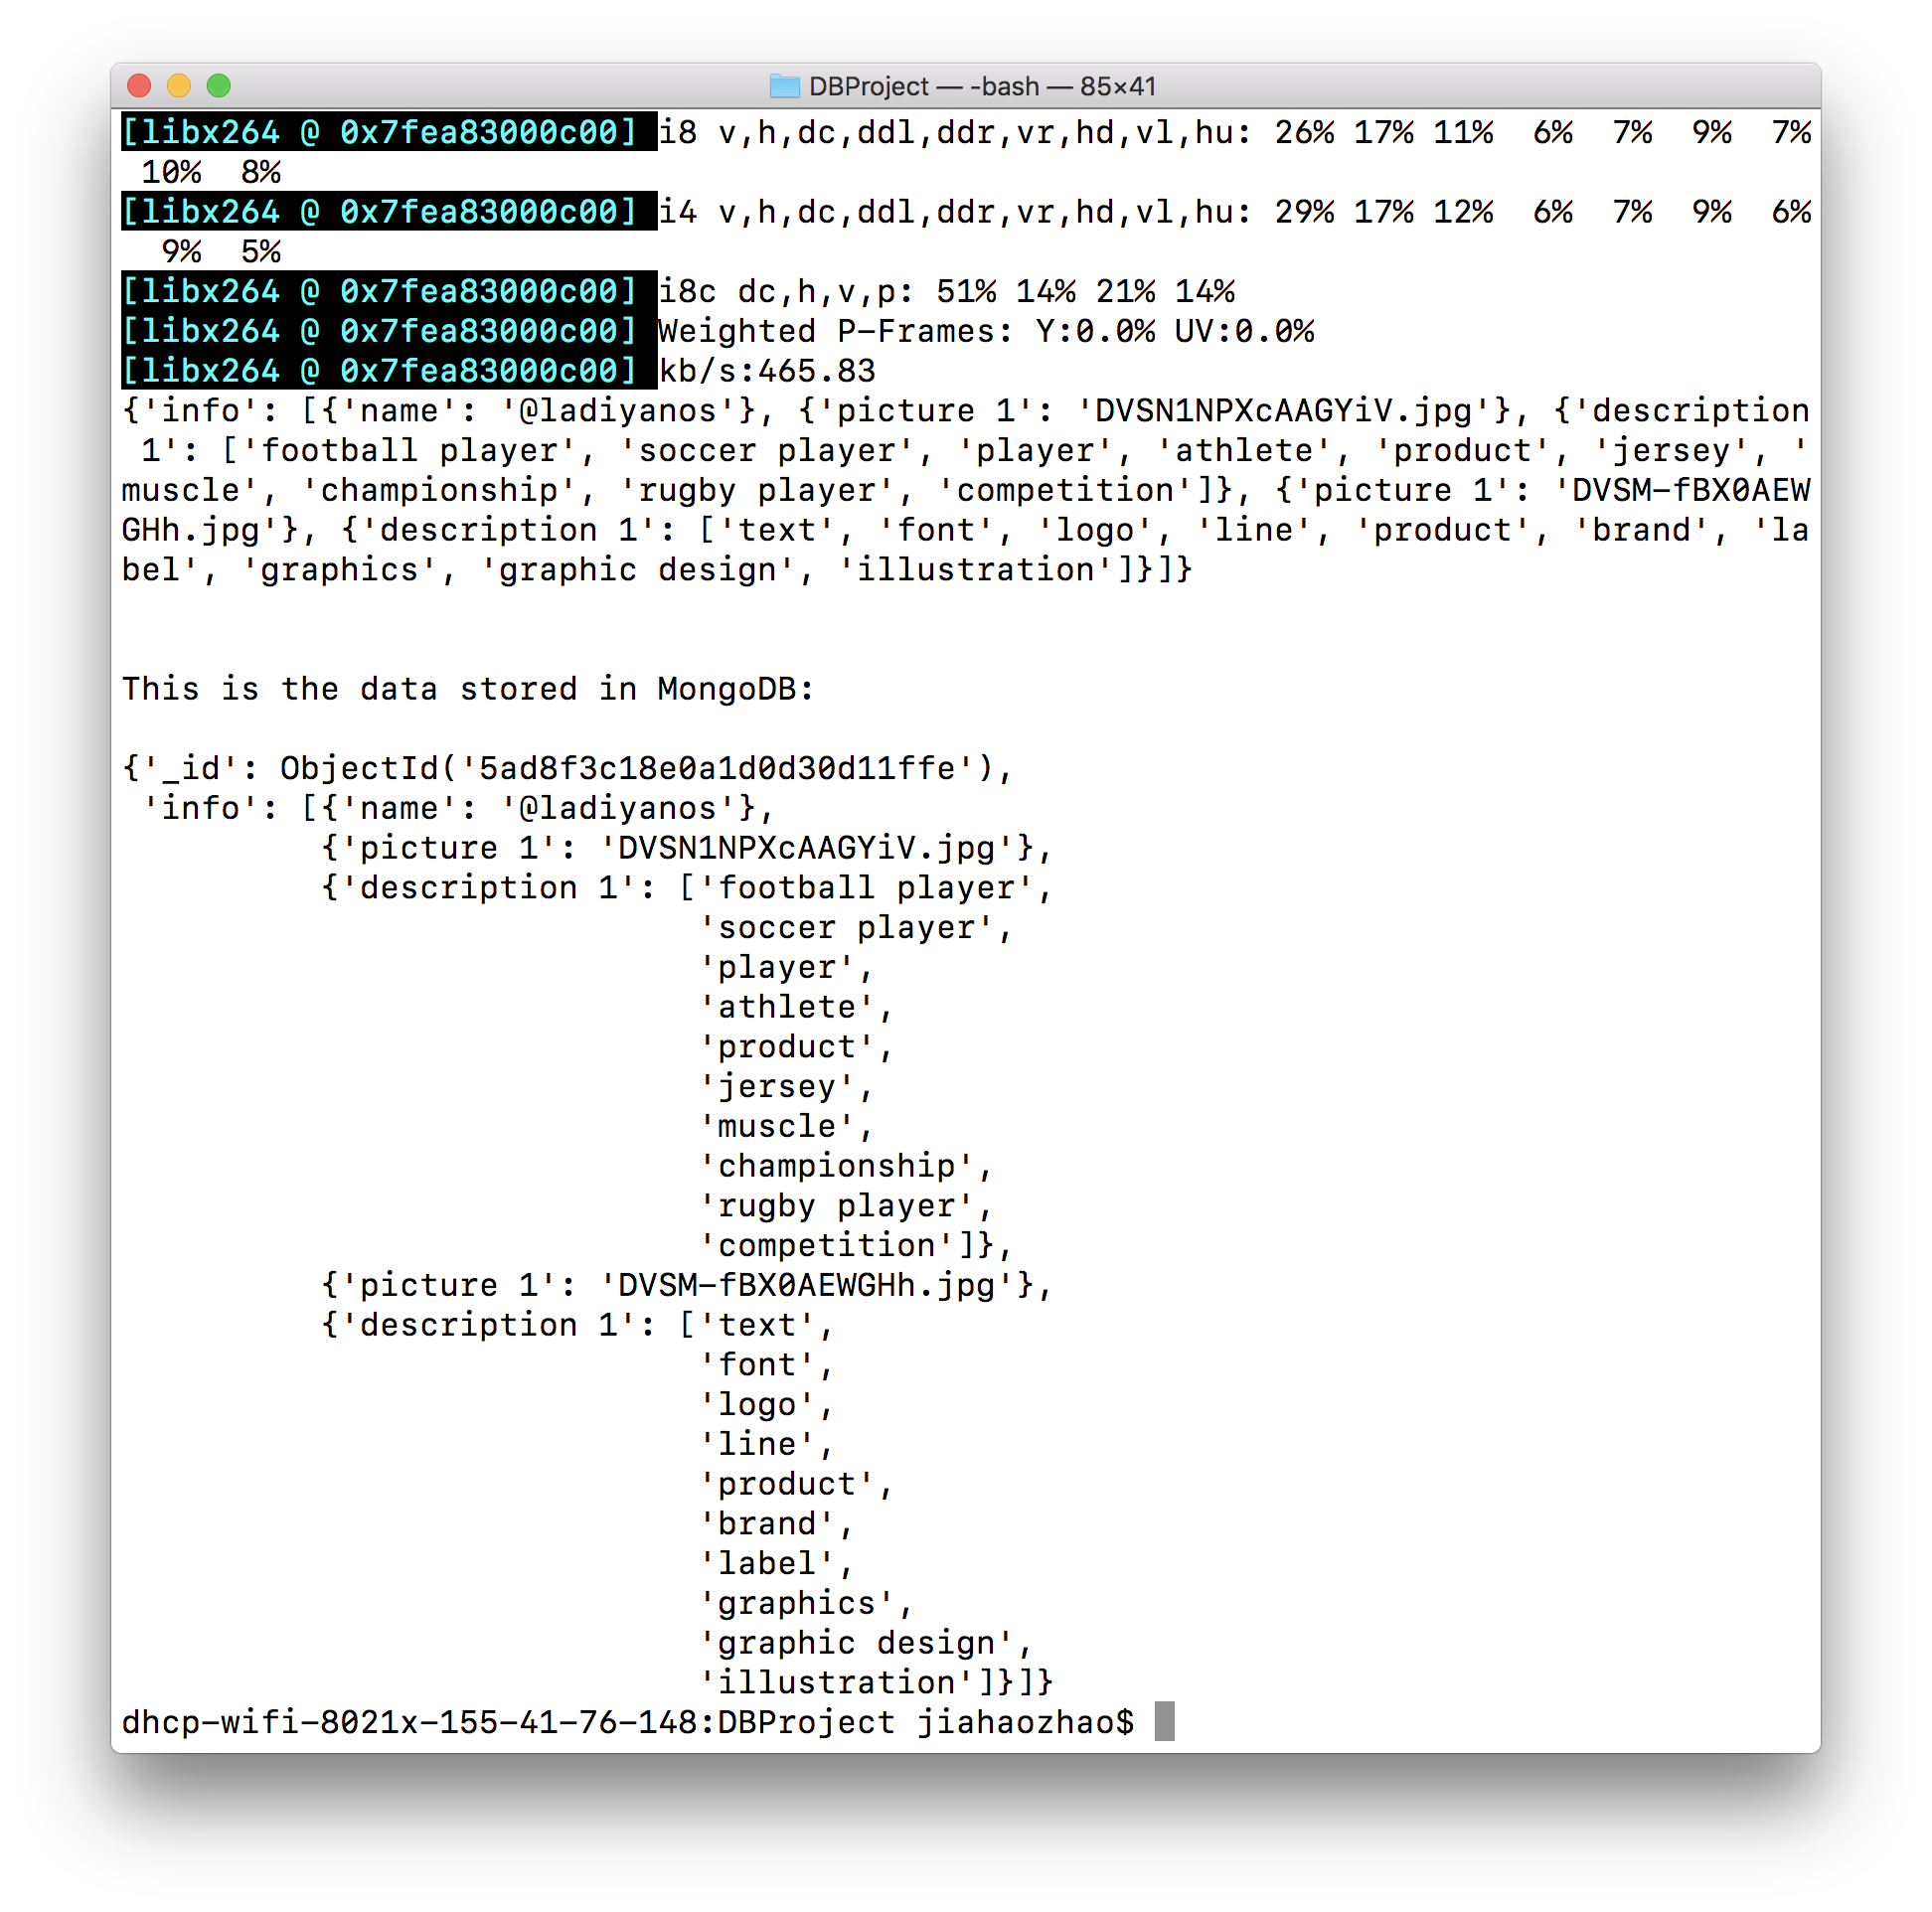 DBProject — -bash — 85×41
[libx264 @ 0x7fea83000c00] i8 v,h,dc,ddl,ddr,vr,hd,vl,hu: 26% 17% 11%  6%  7%  9%  7%
 10%  8%
[libx264 @ 0x7fea83000c00] i4 v,h,dc,ddl,ddr,vr,hd,vl,hu: 29% 17% 12%  6%  7%  9%  6%
  9%  5%
[libx264 @ 0x7fea83000c00] i8c dc,h,v,p: 51% 14% 21% 14%
[libx264 @ 0x7fea83000c00] Weighted P-Frames: Y:0.0% UV:0.0%
[libx264 @ 0x7fea83000c00] kb/s:465.83
{'info': [{'name': '@ladiyanos'}, {'picture 1': 'DVSN1NPXcAAGYiV.jpg'}, {'description
 1': ['football player', 'soccer player', 'player', 'athlete', 'product', 'jersey', '
muscle', 'championship', 'rugby player', 'competition']}, {'picture 1': 'DVSM-fBX0AEW
GHh.jpg'}, {'description 1': ['text', 'font', 'logo', 'line', 'product', 'brand', 'la
bel', 'graphics', 'graphic design', 'illustration']}]}
This is the data stored in MongoDB:
{'_id': ObjectId('5ad8f3c18e0a1d0d30d11ffe'),
 'info': [{'name': '@ladiyanos'},
          {'picture 1': 'DVSN1NPXcAAGYiV.jpg'},
          {'description 1': ['football player',
                             'soccer player',
                             'player',
                             'athlete',
                             'product',
                             'jersey',
                             'muscle',
                             'championship',
                             'rugby player',
                             'competition']},
          {'picture 1': 'DVSM-fBX0AEWGHh.jpg'},
          {'description 1': ['text',
                             'font',
                             'logo',
                             'line',
                             'product',
                             'brand',
                             'label',
                             'graphics',
                             'graphic design',
                             'illustration']}]}
dhcp-wifi-8021x-155-41-76-148:DBProject jiahaozhao$